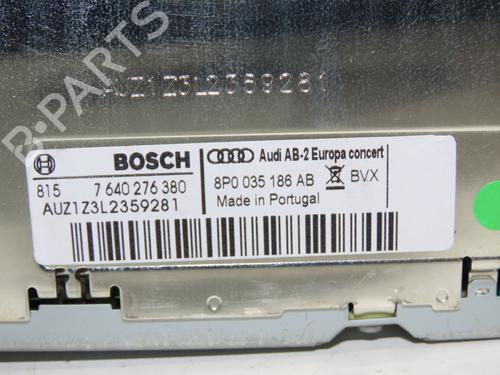 AUZ1Z3L2359281
BOSCH
Audi AB-2 Europa concert
815 7 640 276 380
8P0 035 186 AB BVX
AUZ1Z3L2359281
Made in Portugal
B-PARTS